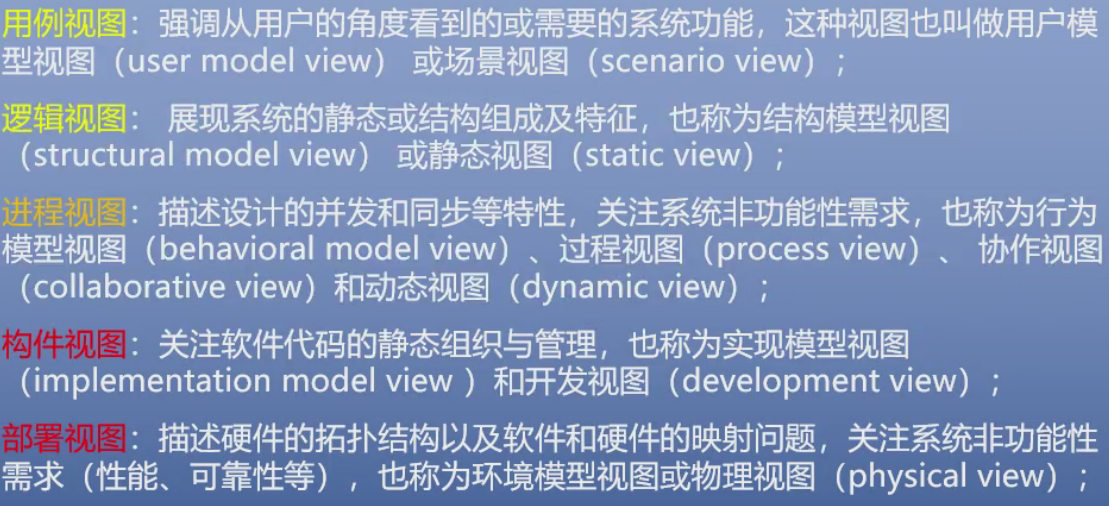 用例视图：强调从用户的角度看到的或需要的系统功能，这种视图也叫做用户模
型视图（user model view） 或场景视图（scenario view）；
逻辑视图： 展现系统的静态或结构组成及特征，也称为结构模型视图
（structural model view） 或静态视图（static view）；
进程视图：描述设计的并发和同步等特性，关注系统非功能性需求，也称为行为
模型视图（behavioral model view）、过程视图（process view）、 协作视图
（collaborative view）和动态视图（dynamic view）；
构件视图：关注软件代码的静态组织与管理，也称为实现模型视图
（implementation model view ）和开发视图（development view）；
部署视图：描述硬件的拓扑结构以及软件和硬件的映射问题，关注系统非功能性
需求（性能、可靠性等），也称为环境模型视图或物理视图（physical view）；